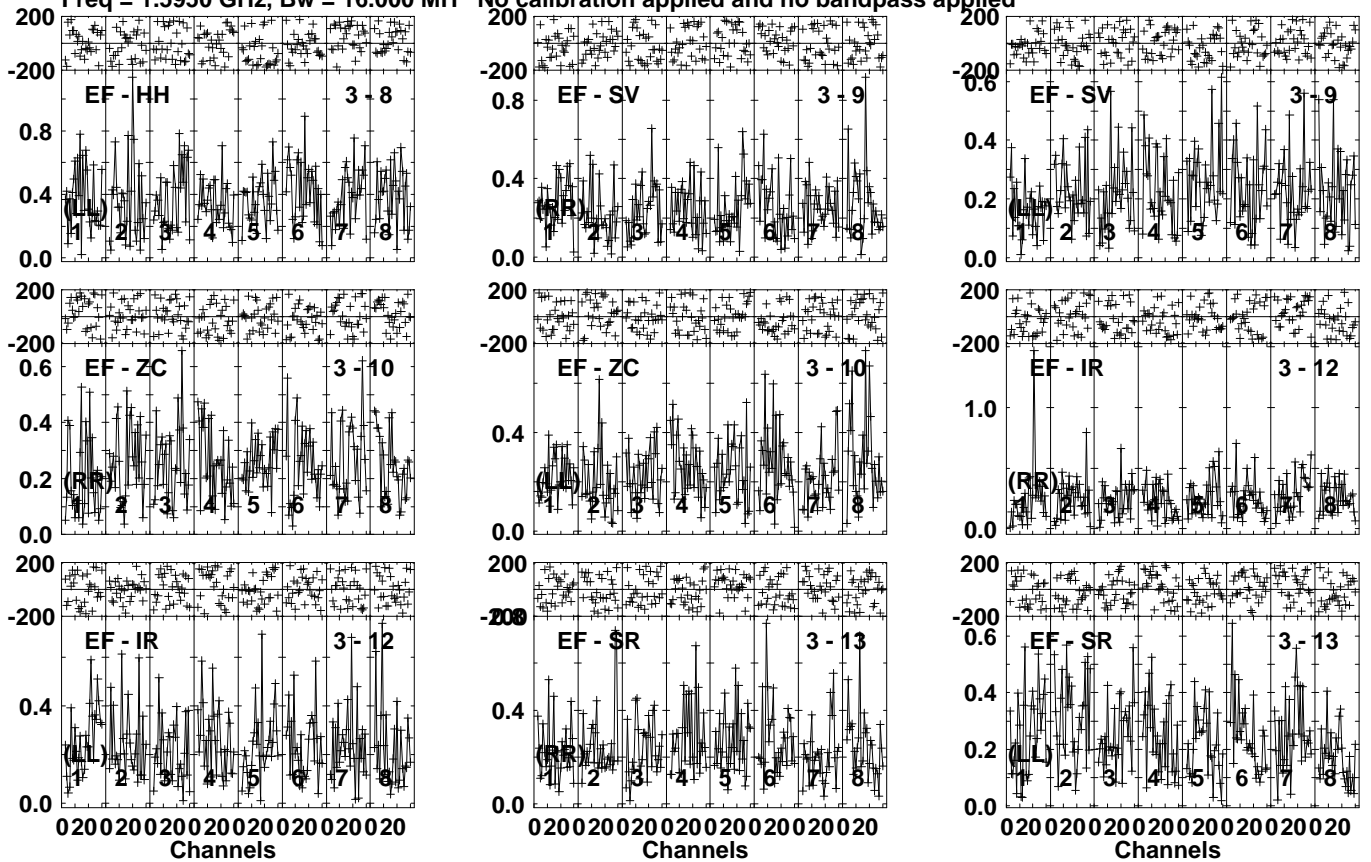 Freq = 1.5950 GHz, Bw = 16.000 MH No calibration applied and no bandpass applied
200 200 200
-200 -200 -200
EF - HH 3 - 8 EF - SV 3 - 9 EF - SV 3 - 9
0.8 0.8 0.6
0.4 0.4 0.4
0.2
(LL) (RR) (LL)
1 2 3 4 5 6 7 8 1 2 3 4 5 6 7 8 1 2 3 4 5 6 7 8
0.0 0.0 0.0
200 200 200
-200 -200 -200
EF - ZC 3 - 10 EF - ZC 3 - 10 EF - IR 3 - 12
0.6 1.0
0.4 0.4
0.2
(RR) (LL) (RR)
1 2 3 4 5 6 7 8 1 2 3 4 5 6 7 8 1 2 3 4 5 6 7 8
0.0 0.0 0.0
200 200 200
-200 -200 0.8 -200
EF - IR 3 - 12 EF - SR 3 - 13 EF - SR 3 - 13
0.6
0.4 0.4 0.4
0.2
(LL) (RR) (LL)
1 2 3 4 5 6 7 8 1 2 3 4 5 6 7 8 1 2 3 4 5 6 7 8
0.0 0.0 0.0
0 20 0 20 0 20 0 20 0 20 0 20 0 20 0 20 0 20 0 20 0 20 0 20 0 20 0 20 0 20 0 20 0 20 0 20 0 20 0 20 0 20 0 20 0 20 0 20
Channels Channels Channels